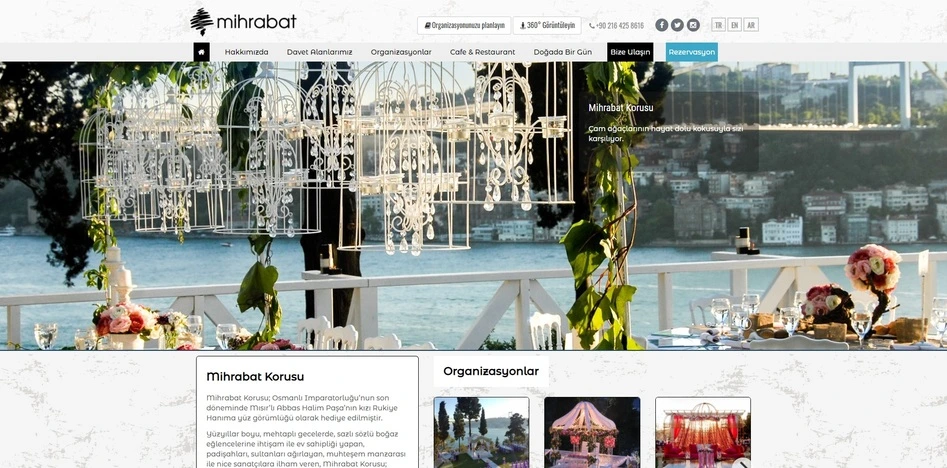 mihrabat
Organizasyonunuzu planlayın
360° Görüntüleyin
+90 216 425 8616
TR
EN
AR
Hakkımızda
Davet Alanlarımız
Organizasyonlar
Cafe & Restaurant
Doğada Bir Gün
Bize Ulaşın
Rezervasyon
Mihrabat Korusu
Çam ağaçlarının hayat dolu kokusuyla sizi
karşılıyor.
Mihrabat Korusu
Mihrabat Korusu; Osmanlı İmparatorluğu'nun son
döneminde Mısır'lı Abbas Halim Paşa'nın kızı Rukiye
Hanıma yüz görümlüğü olarak hediye edilmiştir.
Yüzyıllar boyu, mehtaplı gecelerde, sazlı sözlü boğaz
eğlencelerine ihtişam ile ev sahipliği yapan,
padişahları, sultanları ağırlayan, muhteşem manzarası
ile nice sanatçılara ilham veren, Mihrabat Korusu;
Organizasyonlar